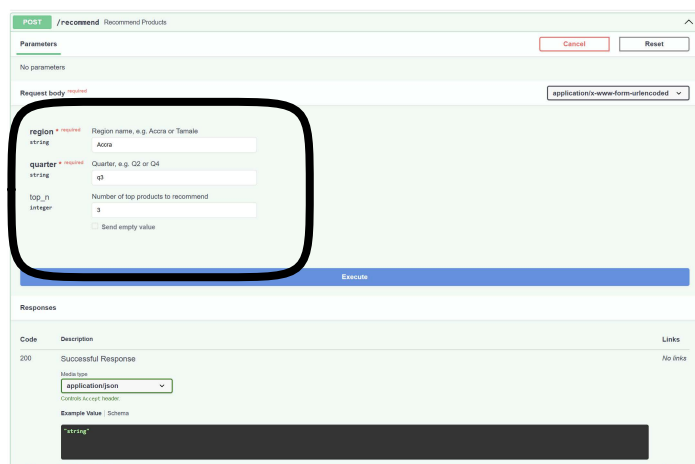 POST /recommend Recommend Products
Parameters
Cancel
Reset
No parameters
Request body required
application/x-www-form-urlencoded
region * required
string
Region name, e.g. Accra or Tamale
Accra
quarter * required
string
Quarter, e.g. Q2 or Q4
q3
top_n
integer
Number of top products to recommend
3
Send empty value
Execute
Responses
Code Description Links
200 Successful Response No links
Media type
application/json
Controls Accept header.
Example Value | Schema
"string"